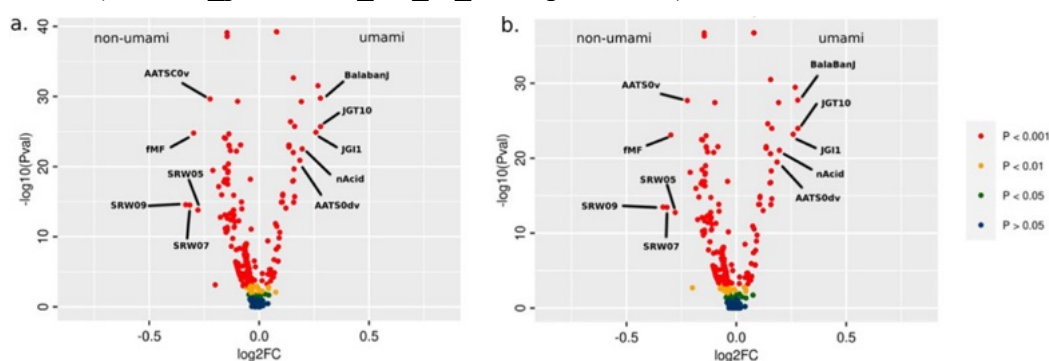 a.
non-umami
umami
AATSC0v
BalabanJ
JGT10
fMF
JGI1
nAcid
SRW05
SRW09
SRW07
AATS0dv
-log10(Pval)
40
30
20
10
0
-0.5
0.0
0.5
log2FC
b.
non-umami
umami
AATS0v
BalaBanJ
JGT10
fMF
JGI1
nAcid
SRW05
SRW09
SRW07
AATS0dv
-log10(Pval)
30
20
10
0
-0.5
0.0
0.5
log2FC
P < 0.001
P < 0.01
P < 0.05
P > 0.05